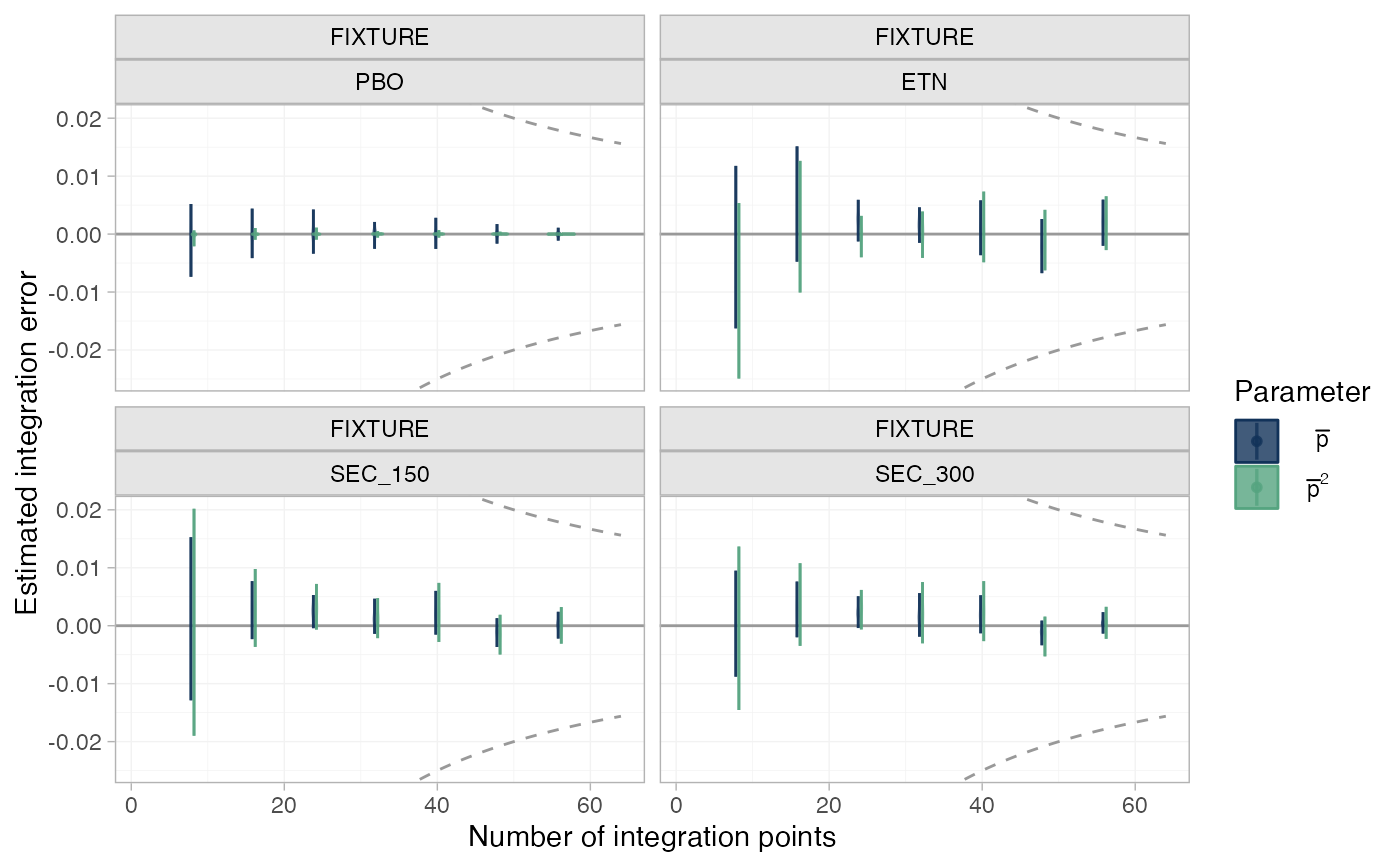 FIXTURE FIXTURE
PBO ETN
0.02
0.01
0.00
-0.01
-0.02
FIXTURE FIXTURE
SEC_150 SEC_300
0.02
0.01
0.00
-0.01
-0.02
0 20 40 60 0 20 40 60
Number of integration points
Estimated integration error
Parameter
p̅
p̅²